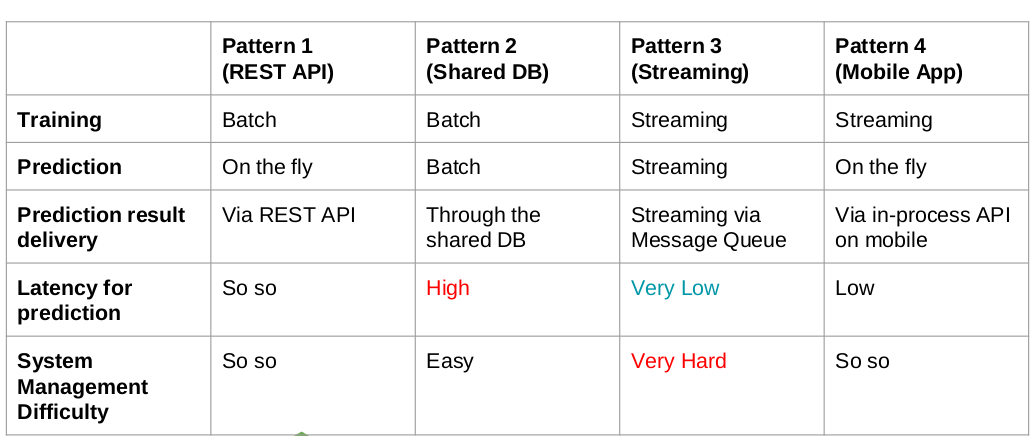 Pattern 1
(REST API)
Pattern 2
(Shared DB)
Pattern 3
(Streaming)
Pattern 4
(Mobile App)
Training
Batch
Batch
Streaming
Streaming
Prediction
On the fly
Batch
Streaming
On the fly
Prediction result
delivery
Via REST API
Through the
shared DB
Streaming via
Message Queue
Via in-process API
on mobile
Latency for
prediction
So so
High
Very Low
Low
System
Management
Difficulty
So so
Easy
Very Hard
So so